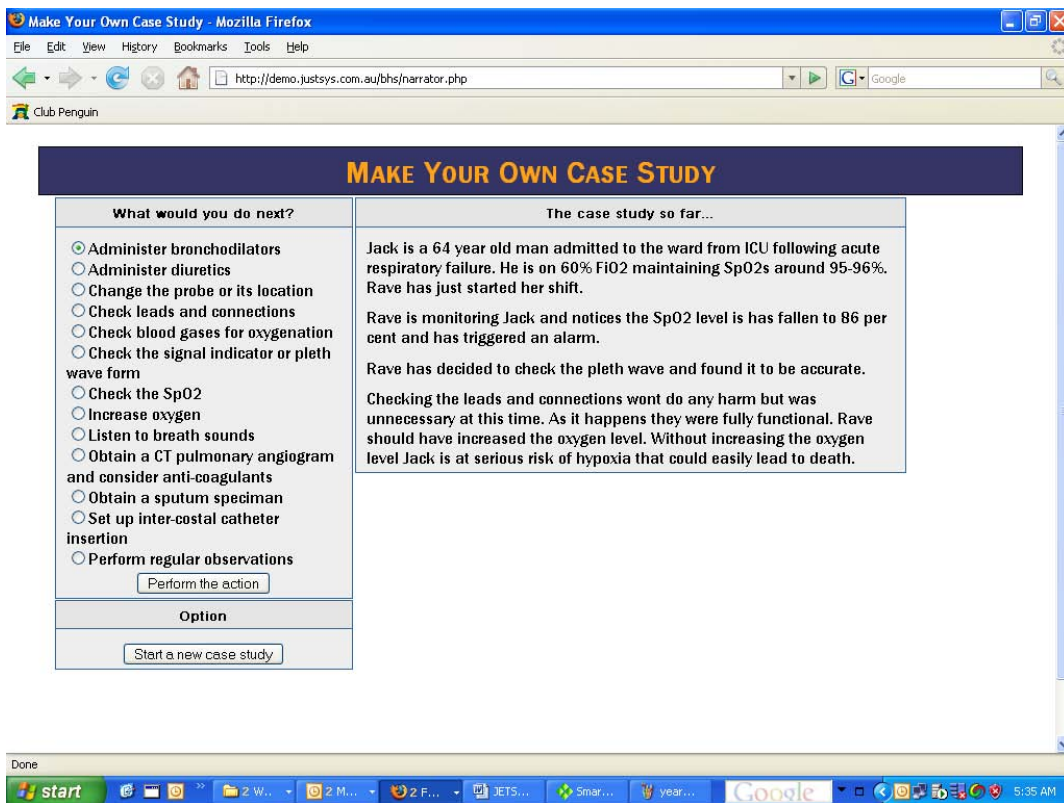 Make Your Own Case Study - Mozilla Firefox
File Edit View History Bookmarks Tools Help
http://demo.justsys.com.au/bhs/narrator.php
Google
Club Penguin
MAKE YOUR OWN CASE STUDY
What would you do next?
Administer bronchodilators
Administer diuretics
Change the probe or its location
Check leads and connections
Check blood gases for oxygenation
Check the signal indicator or pleth
wave form
Check the Sp02
Increase oxygen
Listen to breath sounds
Obtain a CT pulmonary angiogram
and consider anti-coagulants
Obtain a sputum speciman
Set up inter-costal catheter
insertion
Perform regular observations
Perform the action
Option
Start a new case study
The case study so far...
Jack is a 64 year old man admitted to the ward from ICU following acute
respiratory failure. He is on 60% Fi02 maintaining Sp02s around 95-96%.
Rave has just started her shift.
Rave is monitoring Jack and notices the Sp02 level is has fallen to 86 per
cent and has triggered an alarm.
Rave has decided to check the pleth wave and found it to be accurate.
Checking the leads and connections wont do any harm but was
unnecessary at this time. As it happens they were fully functional. Rave
should have increased the oxygen level. Without increasing the oxygen
level Jack is at serious risk of hypoxia that could easily lead to death.
Done
start 2 W... 2 M... 2 F... JETS... Smar... year... Google 5:35 AM